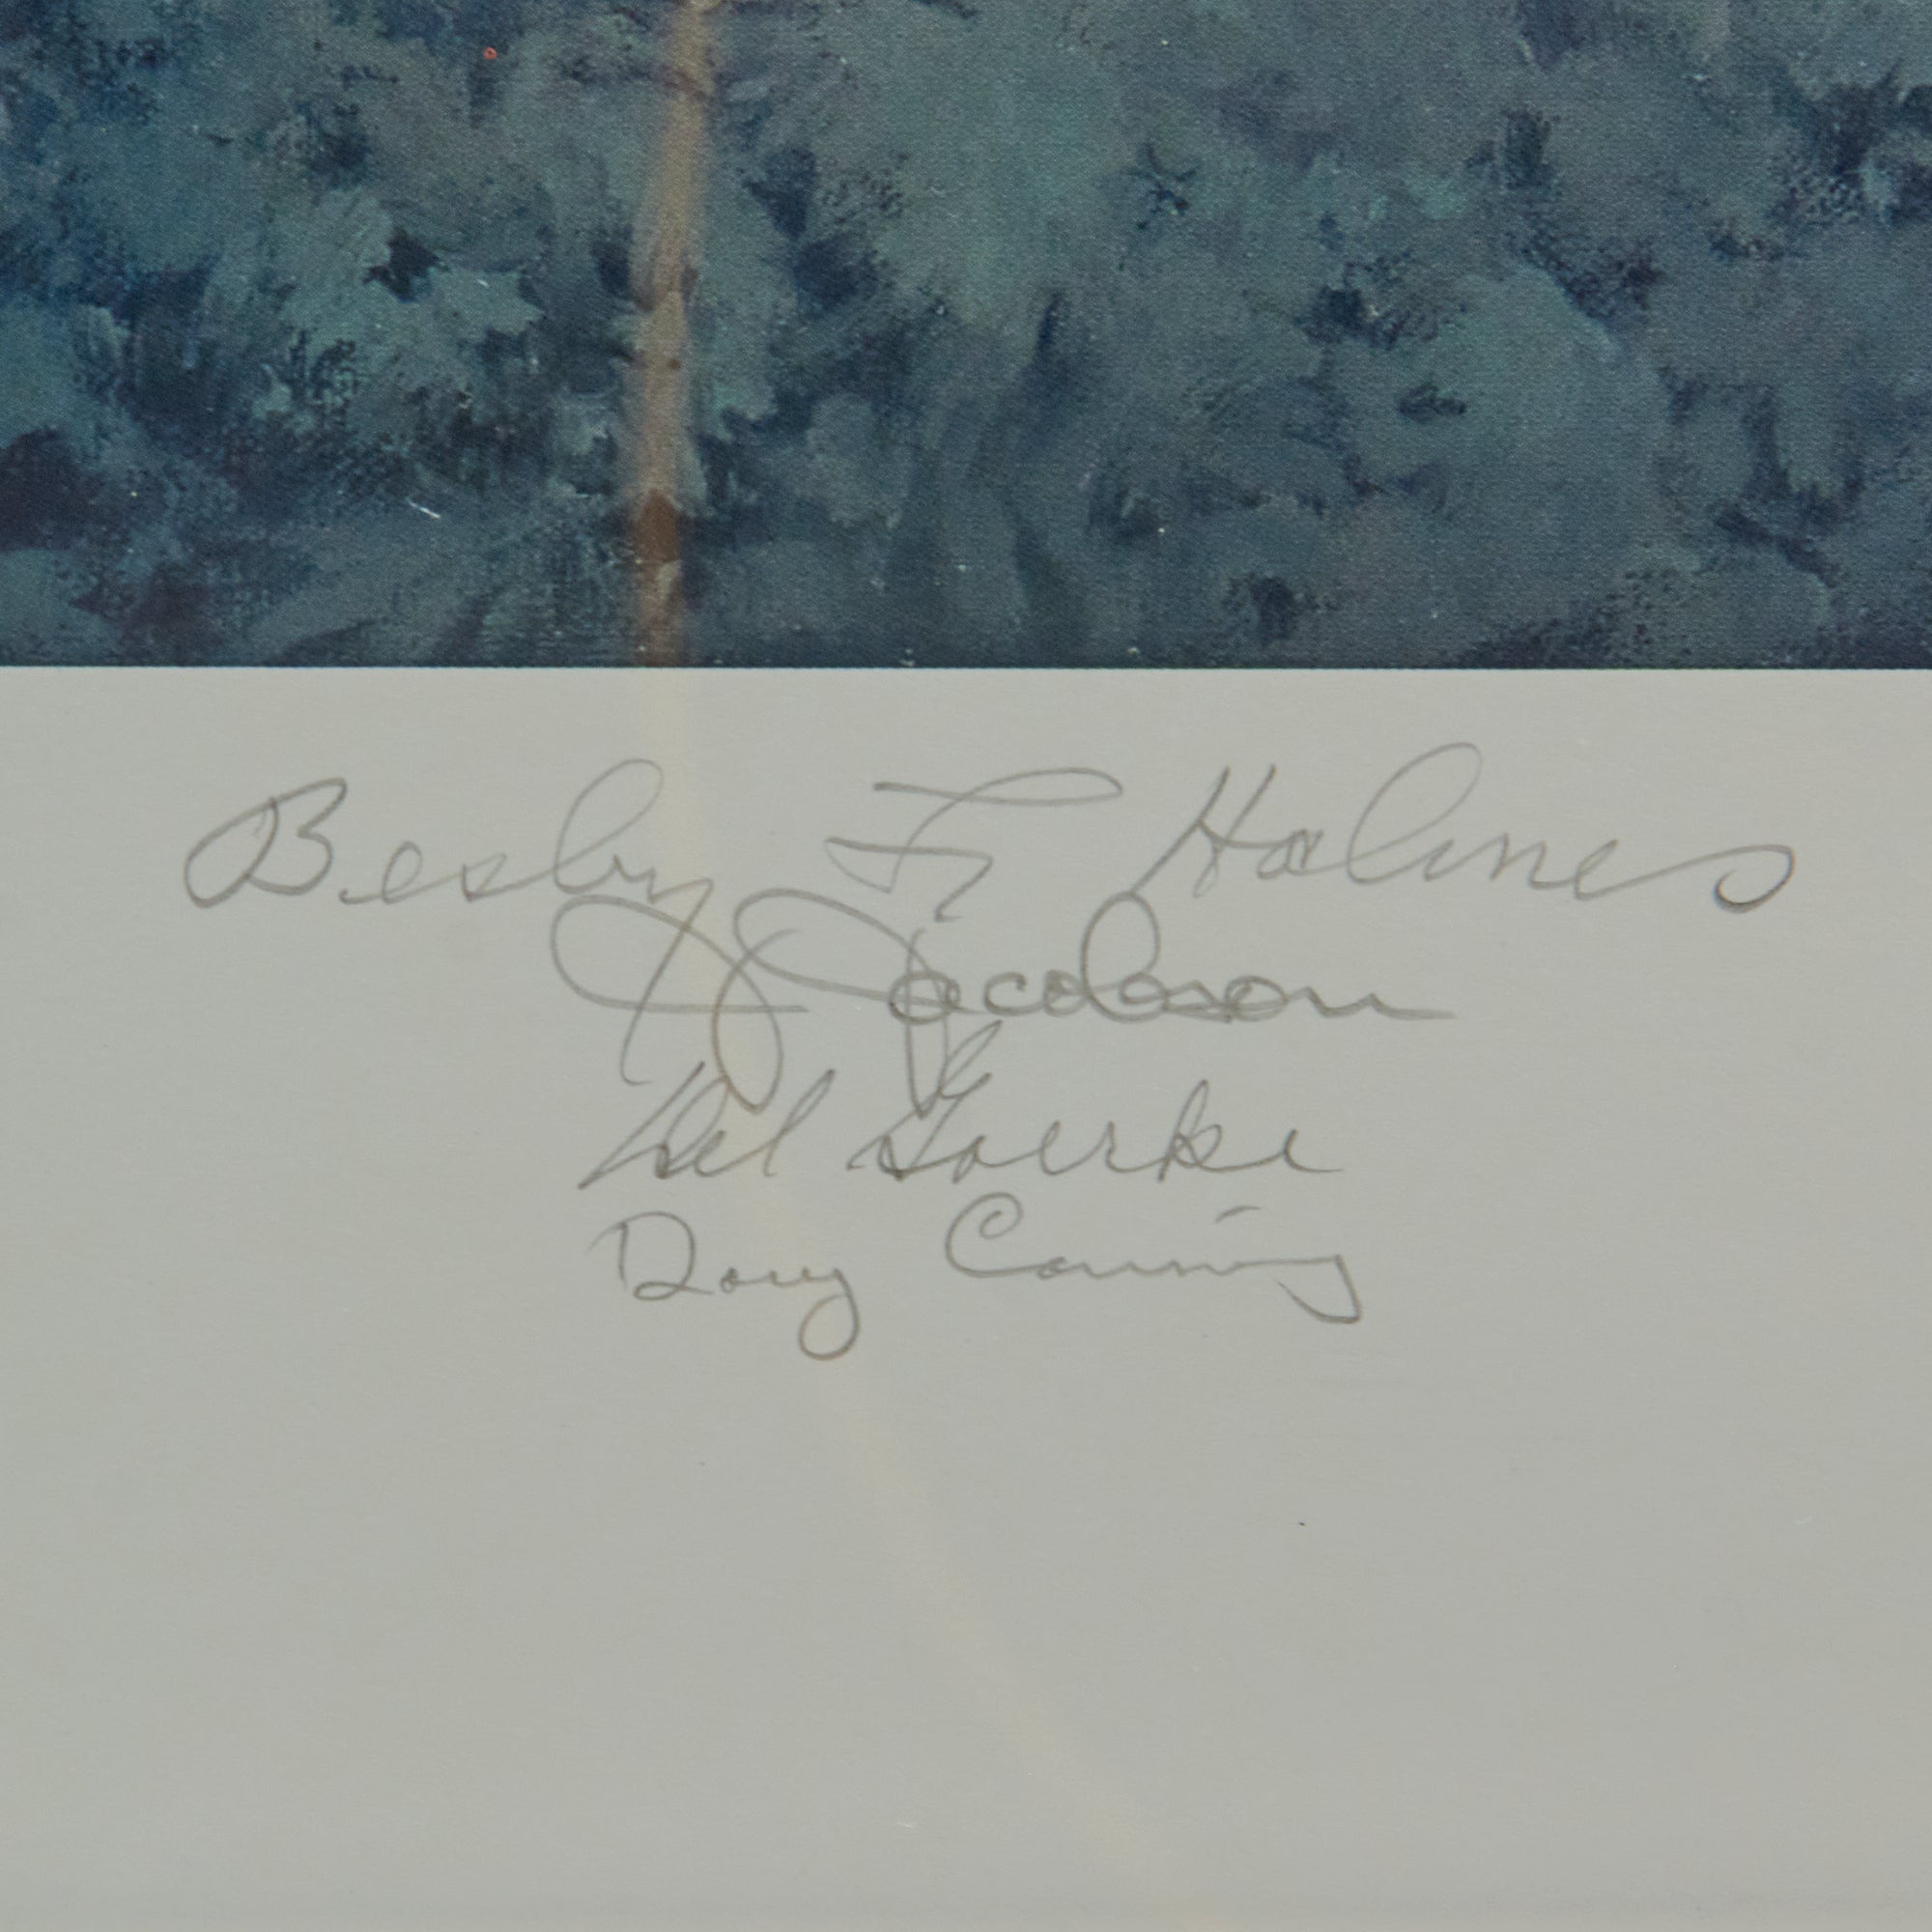 Besby F. Holmes
J Jacobson
Del Goerke
Doug Canning